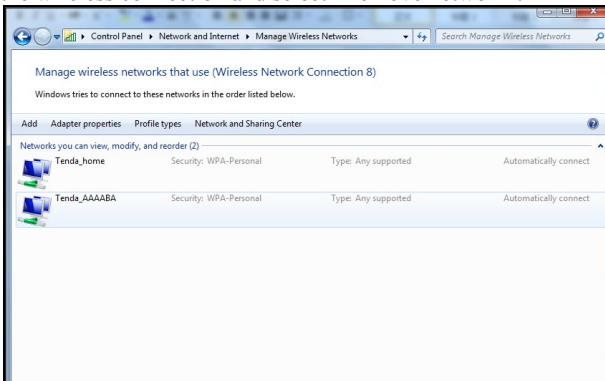 Control Panel ▸ Network and Internet ▸ Manage Wireless Networks
Search Manage Wireless Networks
Manage wireless networks that use (Wireless Network Connection 8)
Windows tries to connect to these networks in the order listed below.
Add Adapter properties Profile types Network and Sharing Center
Networks you can view, modify, and reorder (2)
Tenda_home Security: WPA-Personal Type: Any supported Automatically connect
Tenda_AAAABA Security: WPA-Personal Type: Any supported Automatically connect